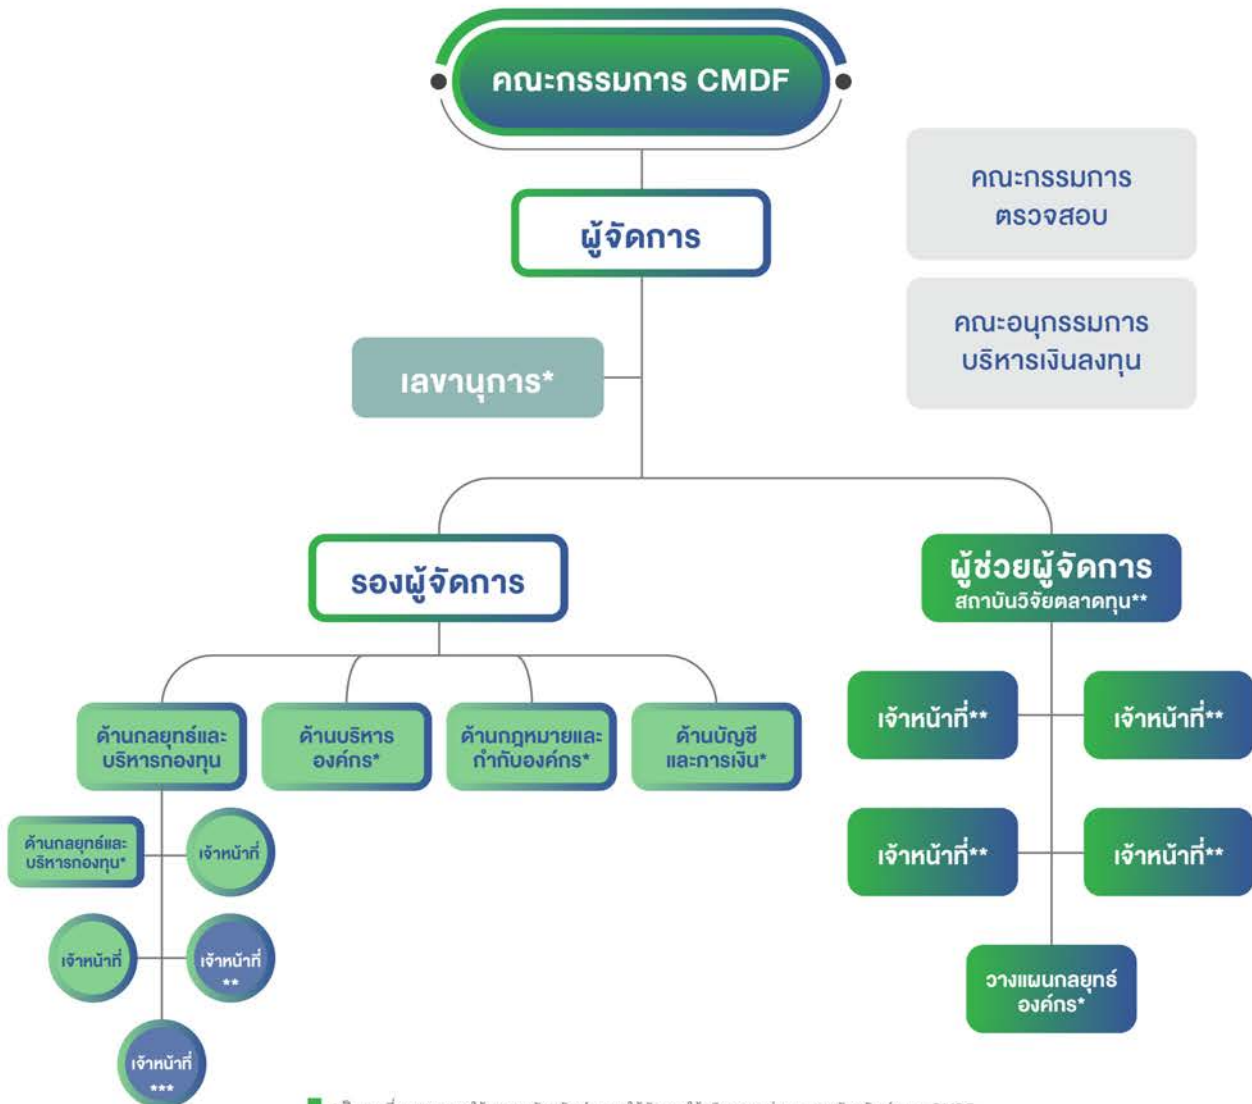 คณะกรรมการ CMDF
ผู้จัดการ
คณะกรรมการ
ตรวจสอบ
คณะอนุกรรมการ
บริหารเงินลงทุน
เลขานุการ*
รองผู้จัดการ
ผู้ช่วยผู้จัดการ
สถาบันวิจัยตลาดทุน**
ด้านกลยุทธ์และ
บริหารกองทุน
ด้านบริหาร
องค์กร*
ด้านกฎหมายและ
กำกับองค์กร*
ด้านบัญชี
และการเงิน*
เจ้าหน้าที่**
เจ้าหน้าที่**
ด้านกลยุทธ์และ
บริหารกองทุน*
เจ้าหน้าที่
เจ้าหน้าที่**
เจ้าหน้าที่**
เจ้าหน้าที่
เจ้าหน้าที่
**
วางแผนกลยุทธ์
องค์กร*
เจ้าหน้าที่
***